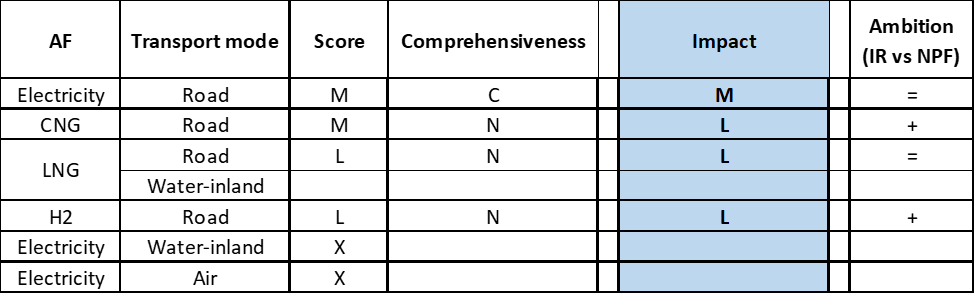 AF Transport mode Score Comprehensiveness Impact Ambition
(IR vs NPF)
Electricity Road M C M =
CNG Road M N L +
LNG Road L N L =
Water-inland
H2 Road L N L +
Electricity Water-inland X
Electricity Air X